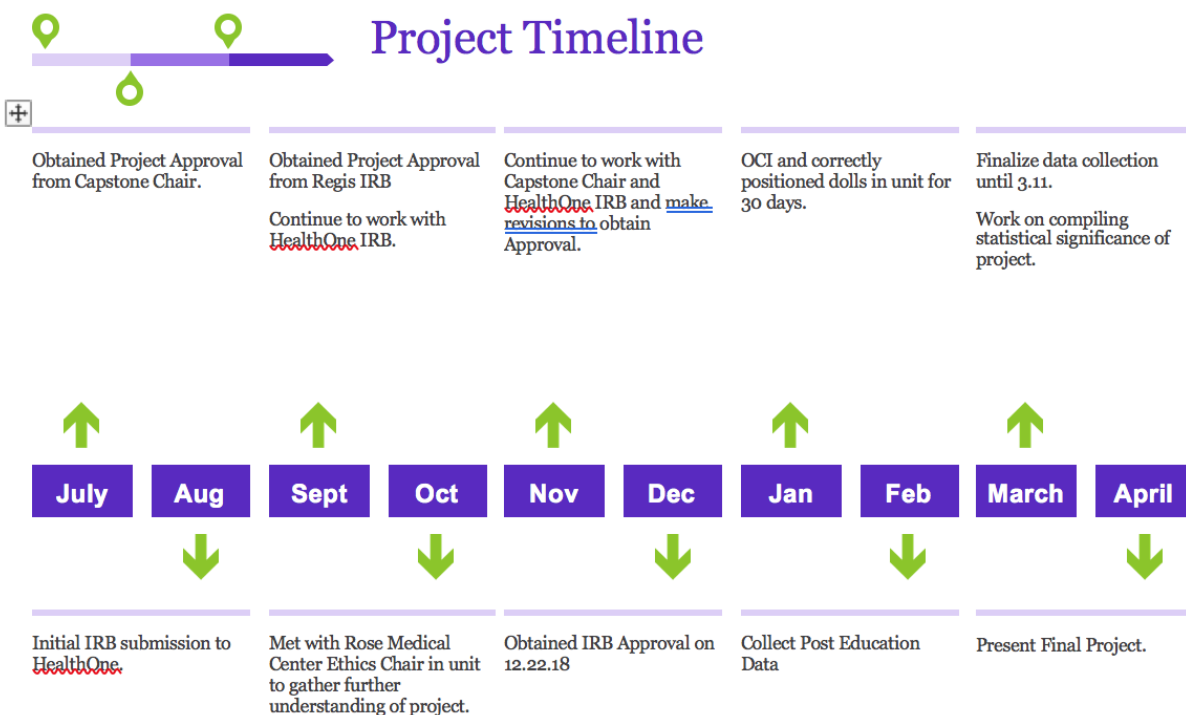 Project Timeline
Obtained Project Approval
from Capstone Chair.
Obtained Project Approval
from Regis IRB
Continue to work with
HealthOne IRB.
Continue to work with
Capstone Chair and
HealthOne IRB and make
revisions to obtain
Approval.
OCI and correctly
positioned dolls in unit for
30 days.
Finalize data collection
until 3.11.
Work on compiling
statistical significance of
project.
July
Aug
Sept
Oct
Nov
Dec
Jan
Feb
March
April
Initial IRB submission to
HealthOne.
Met with Rose Medical
Center Ethics Chair in unit
to gather further
understanding of project.
Obtained IRB Approval on
12.22.18
Collect Post Education
Data
Present Final Project.